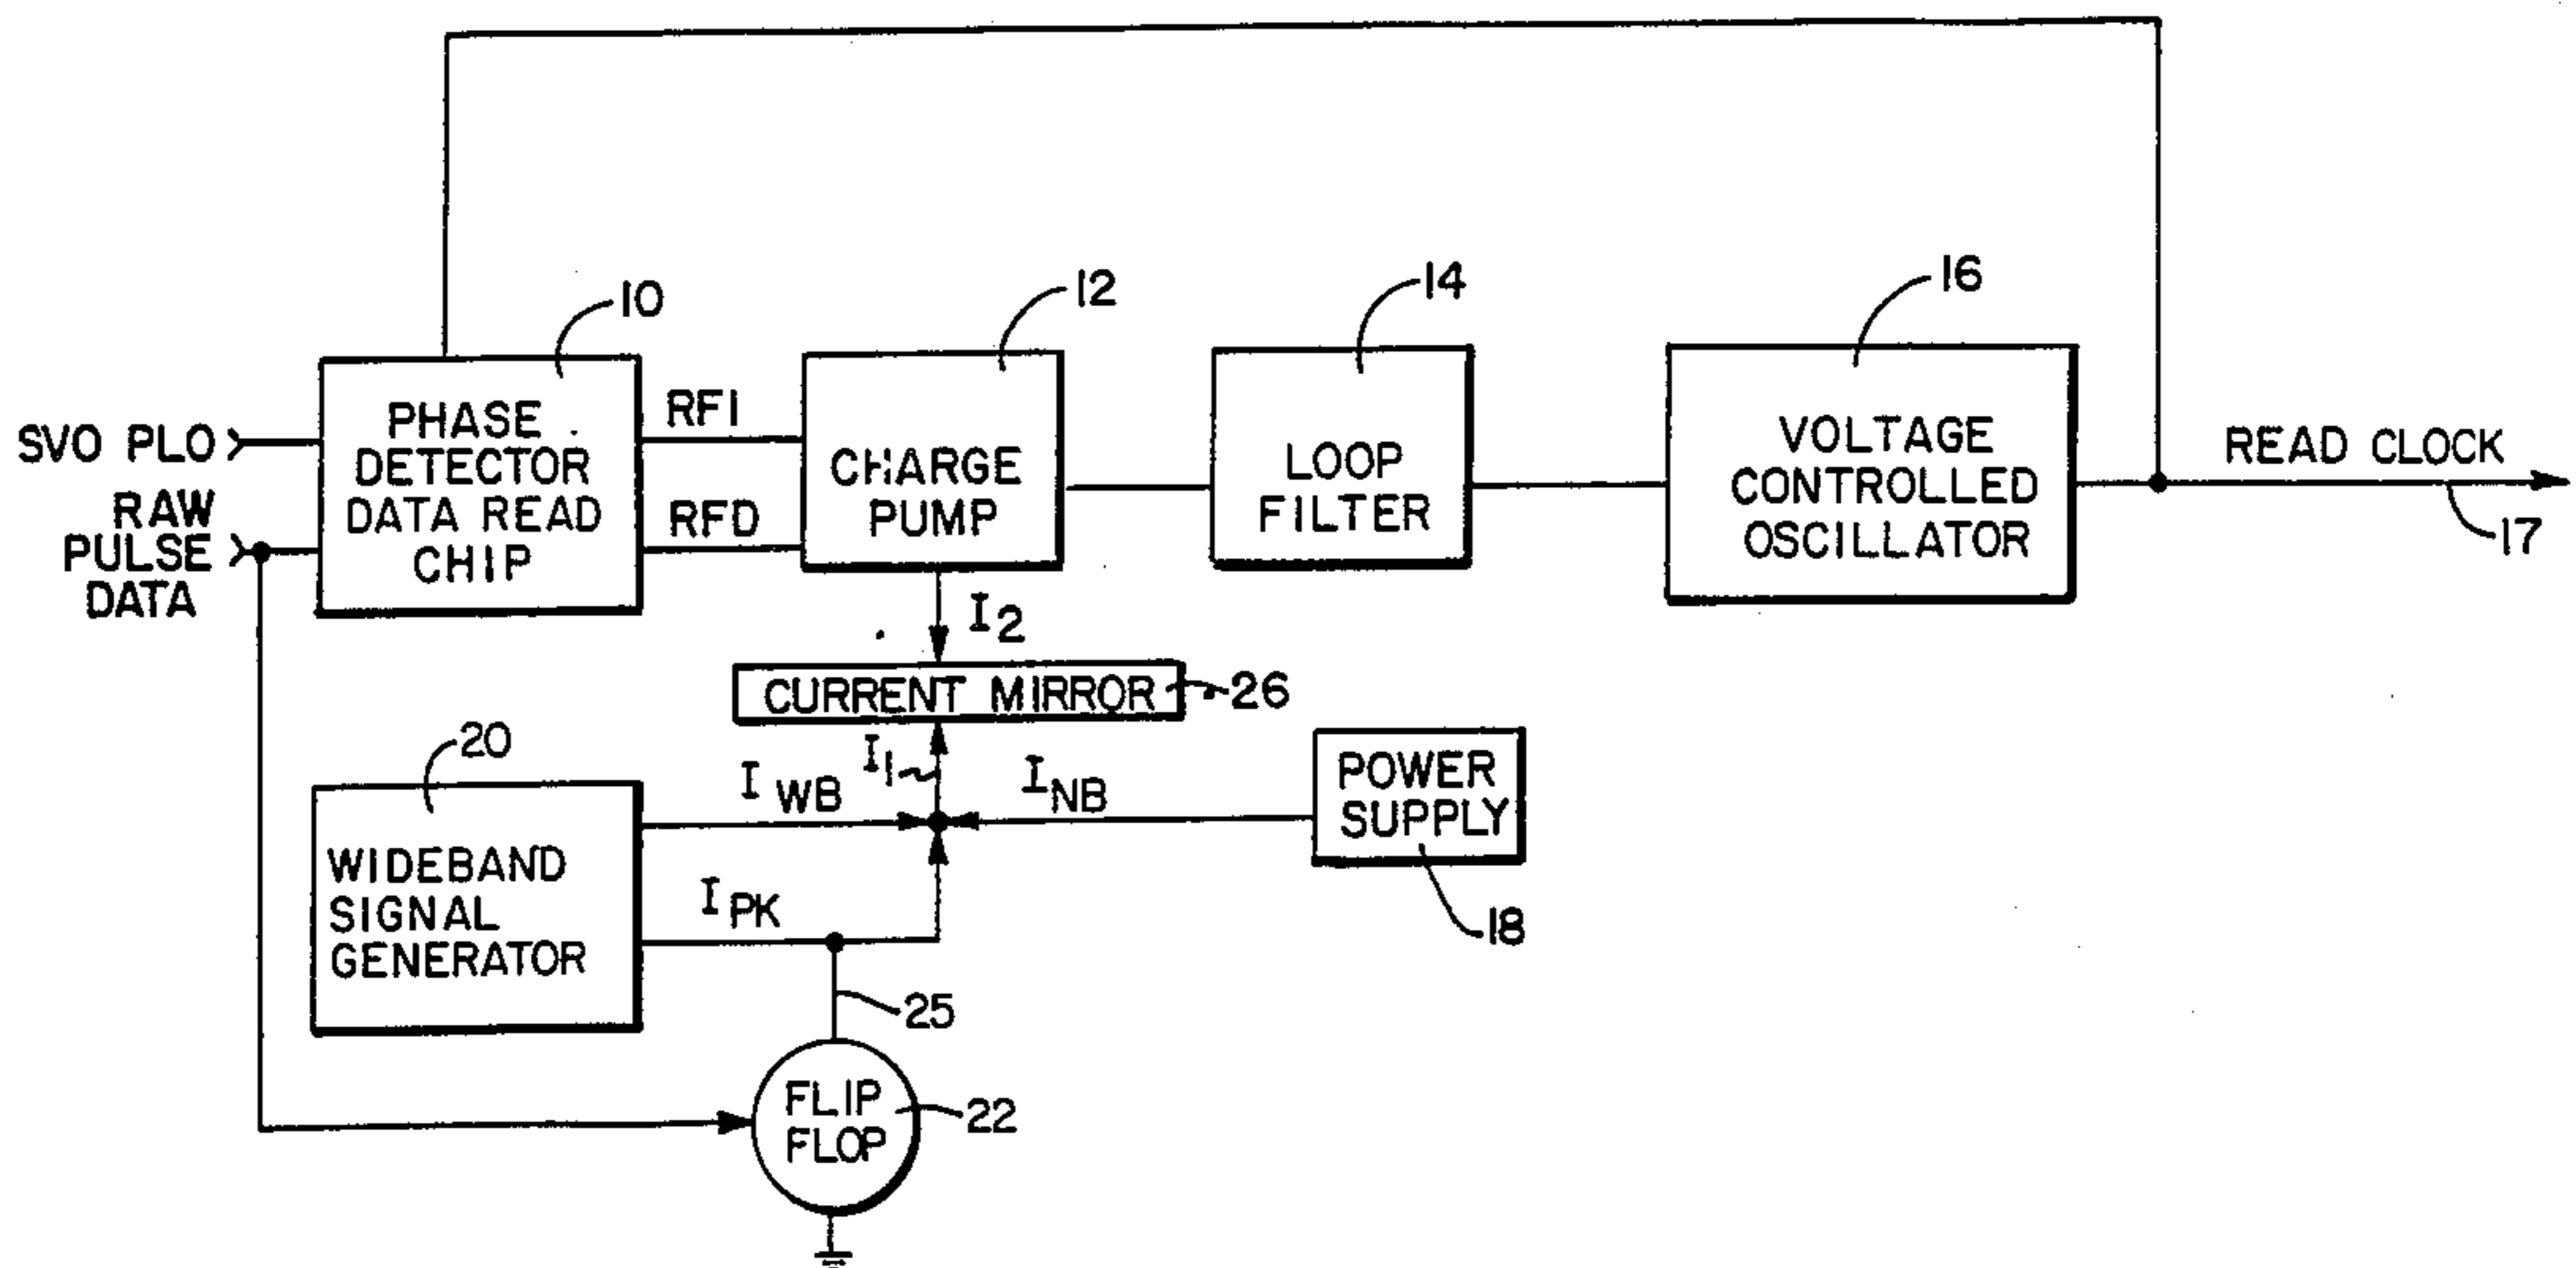 10
12
14
16
SVO PLO
RAW
PULSE
DATA
PHASE
DETECTOR
DATA READ
CHIP
RFI
RFD
CHARGE
PUMP
LOOP
FILTER
VOLTAGE
CONTROLLED
OSCILLATOR
READ CLOCK
17
I2
CURRENT MIRROR
26
20
I1
I WB
INB
POWER
SUPPLY
18
WIDEBAND
SIGNAL
GENERATOR
I PK
25
FLIP
FLOP
22